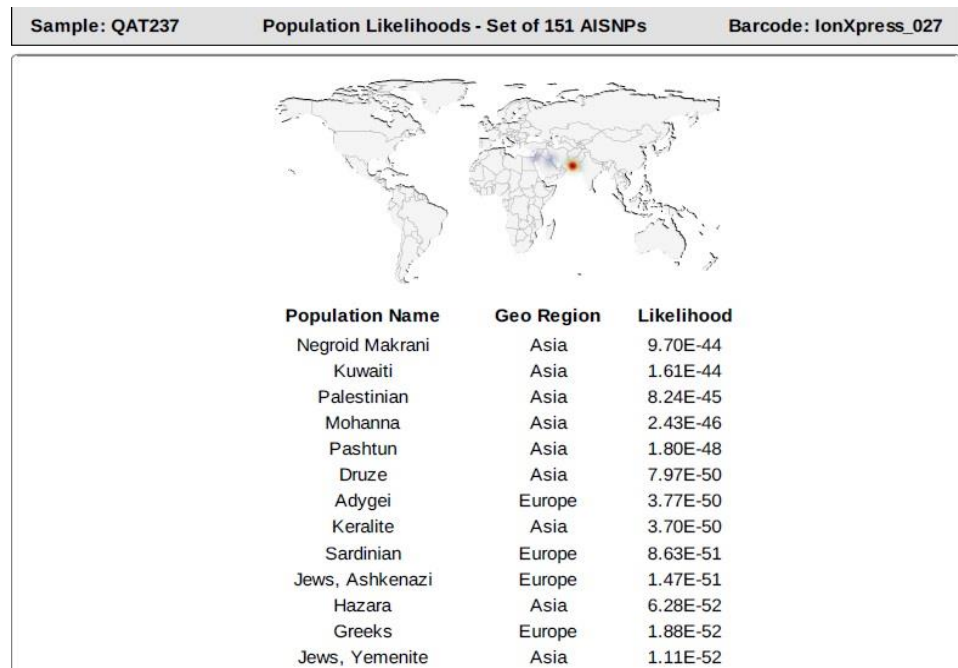 Sample: QAT237 Population Likelihoods - Set of 151 AISNPs Barcode: IonXpress_027
Population Name Geo Region Likelihood
Negroid Makrani Asia 9.70E-44
Kuwaiti Asia 1.61E-44
Palestinian Asia 8.24E-45
Mohanna Asia 2.43E-46
Pashtun Asia 1.80E-48
Druze Asia 7.97E-50
Adygei Europe 3.77E-50
Keralite Asia 3.70E-50
Sardinian Europe 8.63E-51
Jews, Ashkenazi Europe 1.47E-51
Hazara Asia 6.28E-52
Greeks Europe 1.88E-52
Jews, Yemenite Asia 1.11E-52